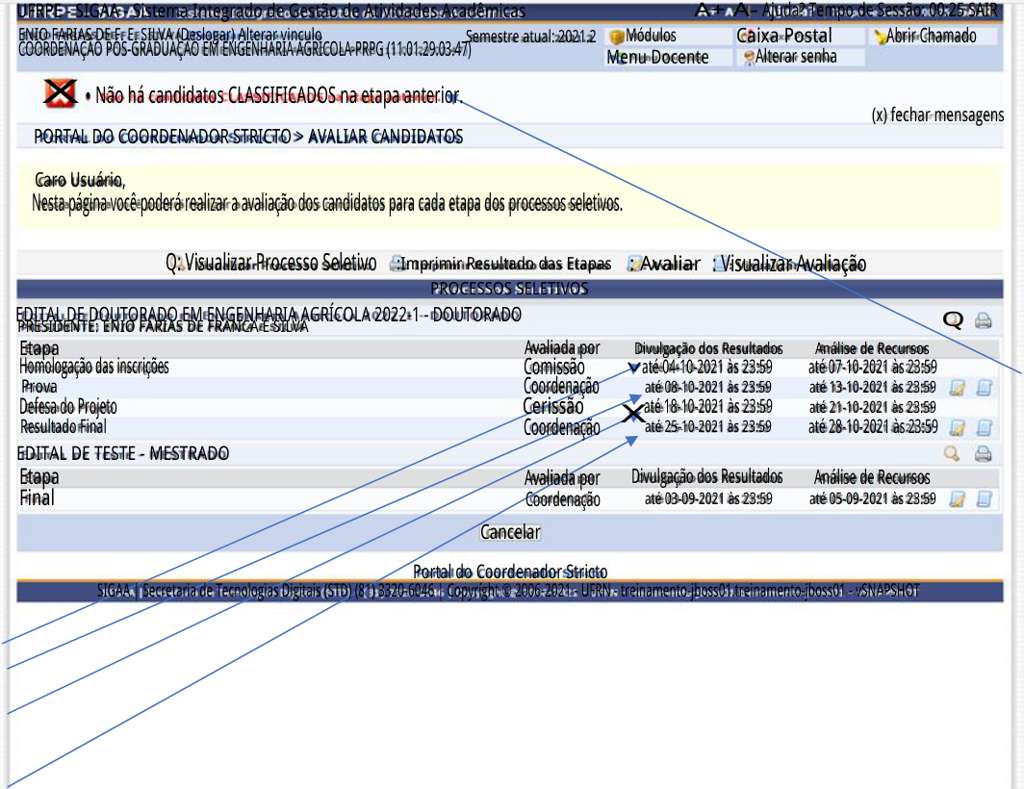 UFRPE - SIGAA - Sistema Integrado de Gestão de Atividades Acadêmicas A+ A- Ajuda? Tempo de Sessão: 00:25 SAIR
ENIO FARIAS DE F. E. SILVA (Deslogar) Alterar vínculo
COORDENAÇÃO PÓS-GRADUAÇÃO EM ENGENHARIA AGRÍCOLA-PRPG (11.01.29.03.47)
Semestre atual: 2021.2
Módulos Caixa Postal Abrir Chamado
Menu Docente Alterar senha
• Não há candidatos CLASSIFICADOS na etapa anterior.
(x) fechar mensagens
PORTAL DO COORDENADOR STRICTO > AVALIAR CANDIDATOS
Caro Usuário,
Nesta página você poderá realizar a avaliação dos candidatos para cada etapa dos processos seletivos.
Q: Visualizar Processo Seletivo :Imprimir Resultado das Etapas : Avaliar : Visualizar Avaliação
PROCESSOS SELETIVOS
EDITAL DE DOUTORADO EM ENGENHARIA AGRÍCOLA 2022-1 - DOUTORADO
PRESIDENTE: ENIO FARIAS DE FRANCA E SILVA
Q
Etapa Avaliada por Divulgação dos Resultados Análise de Recursos
Homologação das inscrições Comissão até 04-10-2021 às 23:59 até 07-10-2021 às 23:59
Prova Coordenação até 08-10-2021 às 23:59 até 13-10-2021 às 23:59
Defesa do Projeto Cerissão até 18-10-2021 às 23:59 até 21-10-2021 às 23:59
Resultado Final Coordenação até 25-10-2021 às 23:59 até 28-10-2021 às 23:59
EDITAL DE TESTE - MESTRADO
Etapa Avaliada por Divulgação dos Resultados Análise de Recursos
Final Coordenação até 03-09-2021 às 23:59 até 05-09-2021 às 23:59
Cancelar
Portal do Coordenador Stricto
SIGAA | Secretaria de Tecnologias Digitais (STD) (81) 3320-6046 | Copyright © 2006-2021 - UFRN - treinamento-jboss01.treinamento-jboss01 - vSNAPSHOT